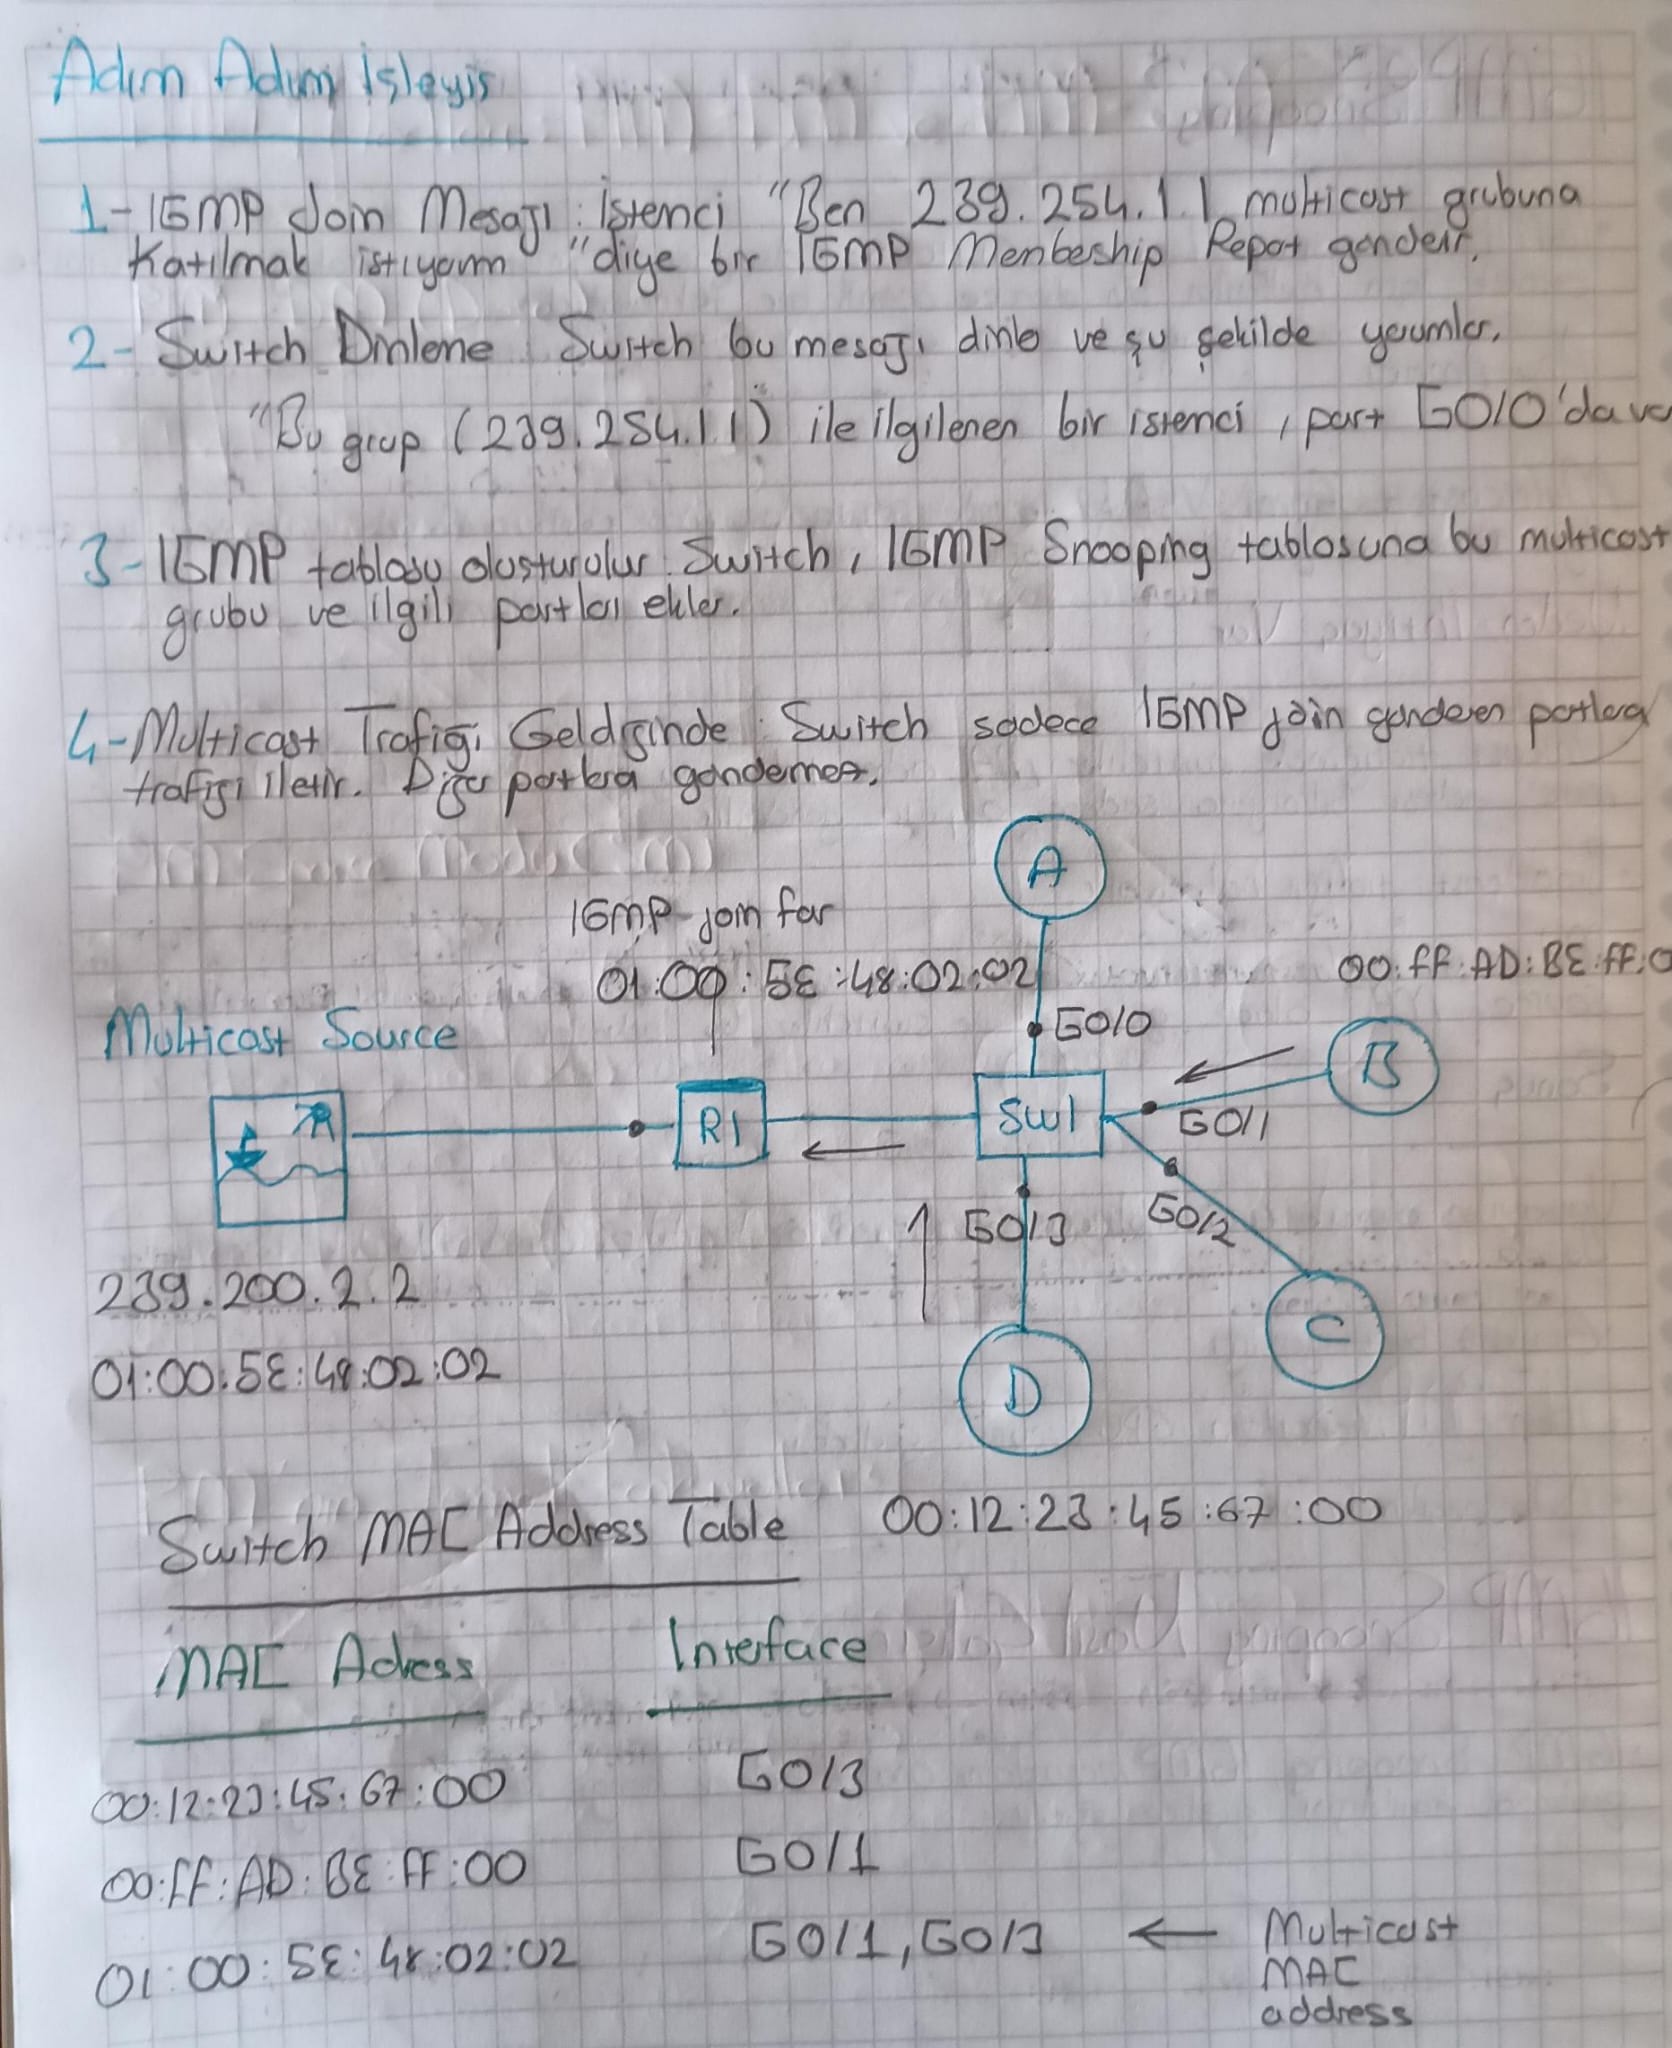 Adım Adım İşleyiş
1-IGMP Join Mesajı: İstemci "Ben 239.254.1.1 multicast grubuna
Katılmak istiyorum "diye bir IGMP Membeship Repot gönderir.
2- Switch Dinleme Switch bu mesajı dinler ve şu şekilde yorumlar.
"Bu grup (239.254.1.1) ile ilgilenen bir istemci, port G0/0'da var
3-IGMP tablosu oluşturulur: Switch, IGMP Snooping tablosuna bu multicast
grubu ve ilgili portları ekler.
4-Multicast Trafiği Geldiğinde: Switch sadece IGMP join gönderen portlara
trafiği iletir. Diğer portlara göndermez.
A
IGMP join for
01:00:5E:48:02:02
00:FF:AD:BE:FF:0
Multicast Source
G0/0
B
R1
SW1
G0/1
G0/3
G0/2
239.200.2.2
C
01:00:5E:48:02:02
D
Switch MAC Address Table
00:12:23:45:67:00
MAC Adress Interface
00:12:23:45:67:00 G0/3
00:FF:AD:BE:FF:00 G0/1
01:00:5E:48:02:02 G0/1, G0/3 ← Multicast
MAC
address